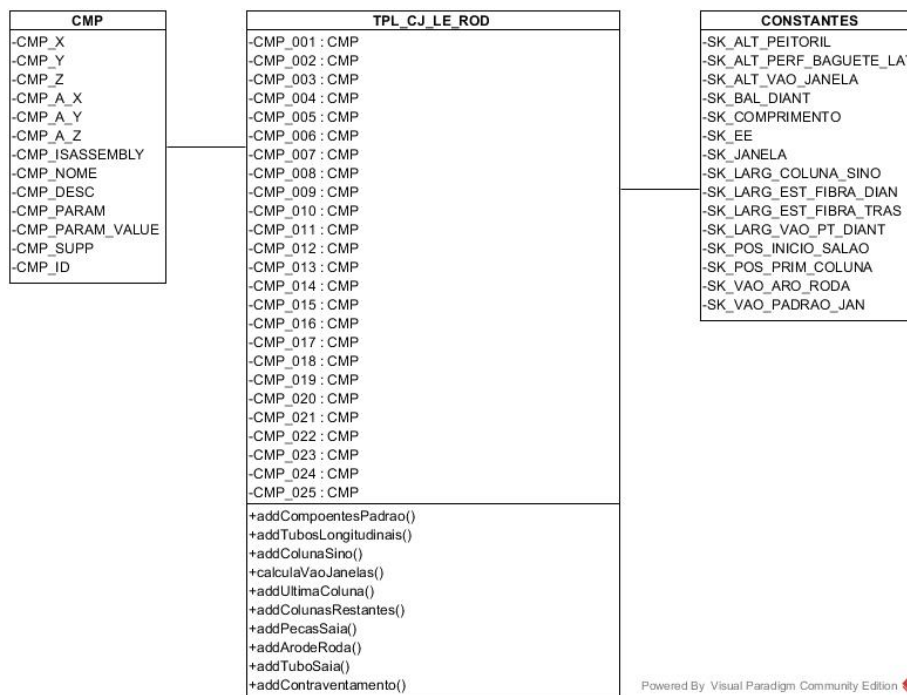 CMP
-CMP_X
-CMP_Y
-CMP_Z
-CMP_A_X
-CMP_A_Y
-CMP_A_Z
-CMP_ISASSEMBLY
-CMP_NOME
-CMP_DESC
-CMP_PARAM
-CMP_PARAM_VALUE
-CMP_SUPP
-CMP_ID
TPL_CJ_LE_ROD
-CMP_001 : CMP
-CMP_002 : CMP
-CMP_003 : CMP
-CMP_004 : CMP
-CMP_005 : CMP
-CMP_006 : CMP
-CMP_007 : CMP
-CMP_008 : CMP
-CMP_009 : CMP
-CMP_010 : CMP
-CMP_011 : CMP
-CMP_012 : CMP
-CMP_013 : CMP
-CMP_014 : CMP
-CMP_015 : CMP
-CMP_016 : CMP
-CMP_017 : CMP
-CMP_018 : CMP
-CMP_019 : CMP
-CMP_020 : CMP
-CMP_021 : CMP
-CMP_022 : CMP
-CMP_023 : CMP
-CMP_024 : CMP
-CMP_025 : CMP
+addCompoentesPadrao()
+addTubosLongitudinais()
+addColunaSino()
+calculaVaoJanelas()
+addUltimaColuna()
+addColunasRestantes()
+addPecasSaia()
+addArodeRoda()
+addTuboSaia()
+addContraventamento()
CONSTANTES
-SK_ALT_PEITORIL
-SK_ALT_PERF_BAGUETE_LAT
-SK_ALT_VAO_JANELA
-SK_BAL_DIANT
-SK_COMPRIMENTO
-SK_EE
-SK_JANELA
-SK_LARG_COLUNA_SINO
-SK_LARG_EST_FIBRA_DIAN
-SK_LARG_EST_FIBRA_TRAS
-SK_LARG_VAO_PT_DIANT
-SK_POS_INICIO_SALAO
-SK_POS_PRIM_COLUNA
-SK_VAO_ARO_RODA
-SK_VAO_PADRAO_JAN
Powered By Visual Paradigm Community Edition